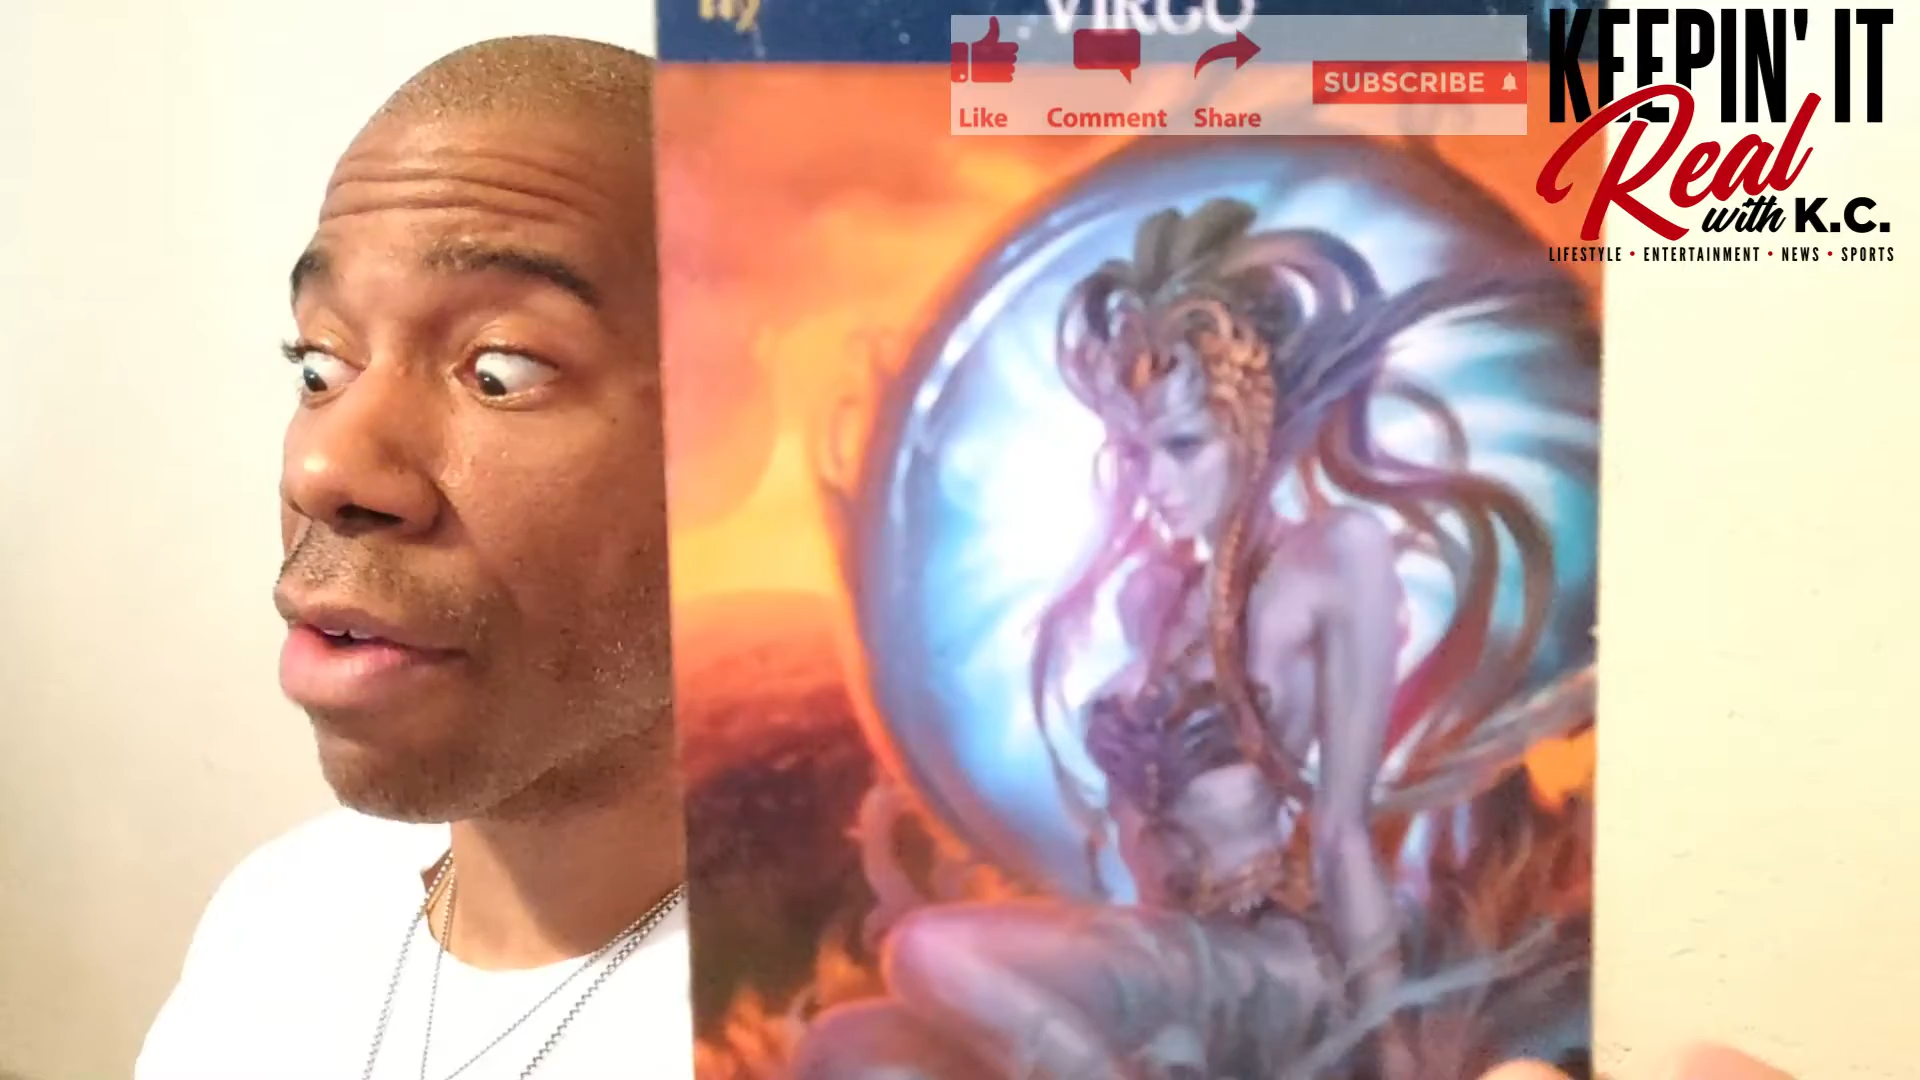 VIRGO
Like
Comment
Share
SUBSCRIBE
KEEPIN' IT
Real
with K.C.
LIFESTYLE • ENTERTAINMENT • NEWS • SPORTS